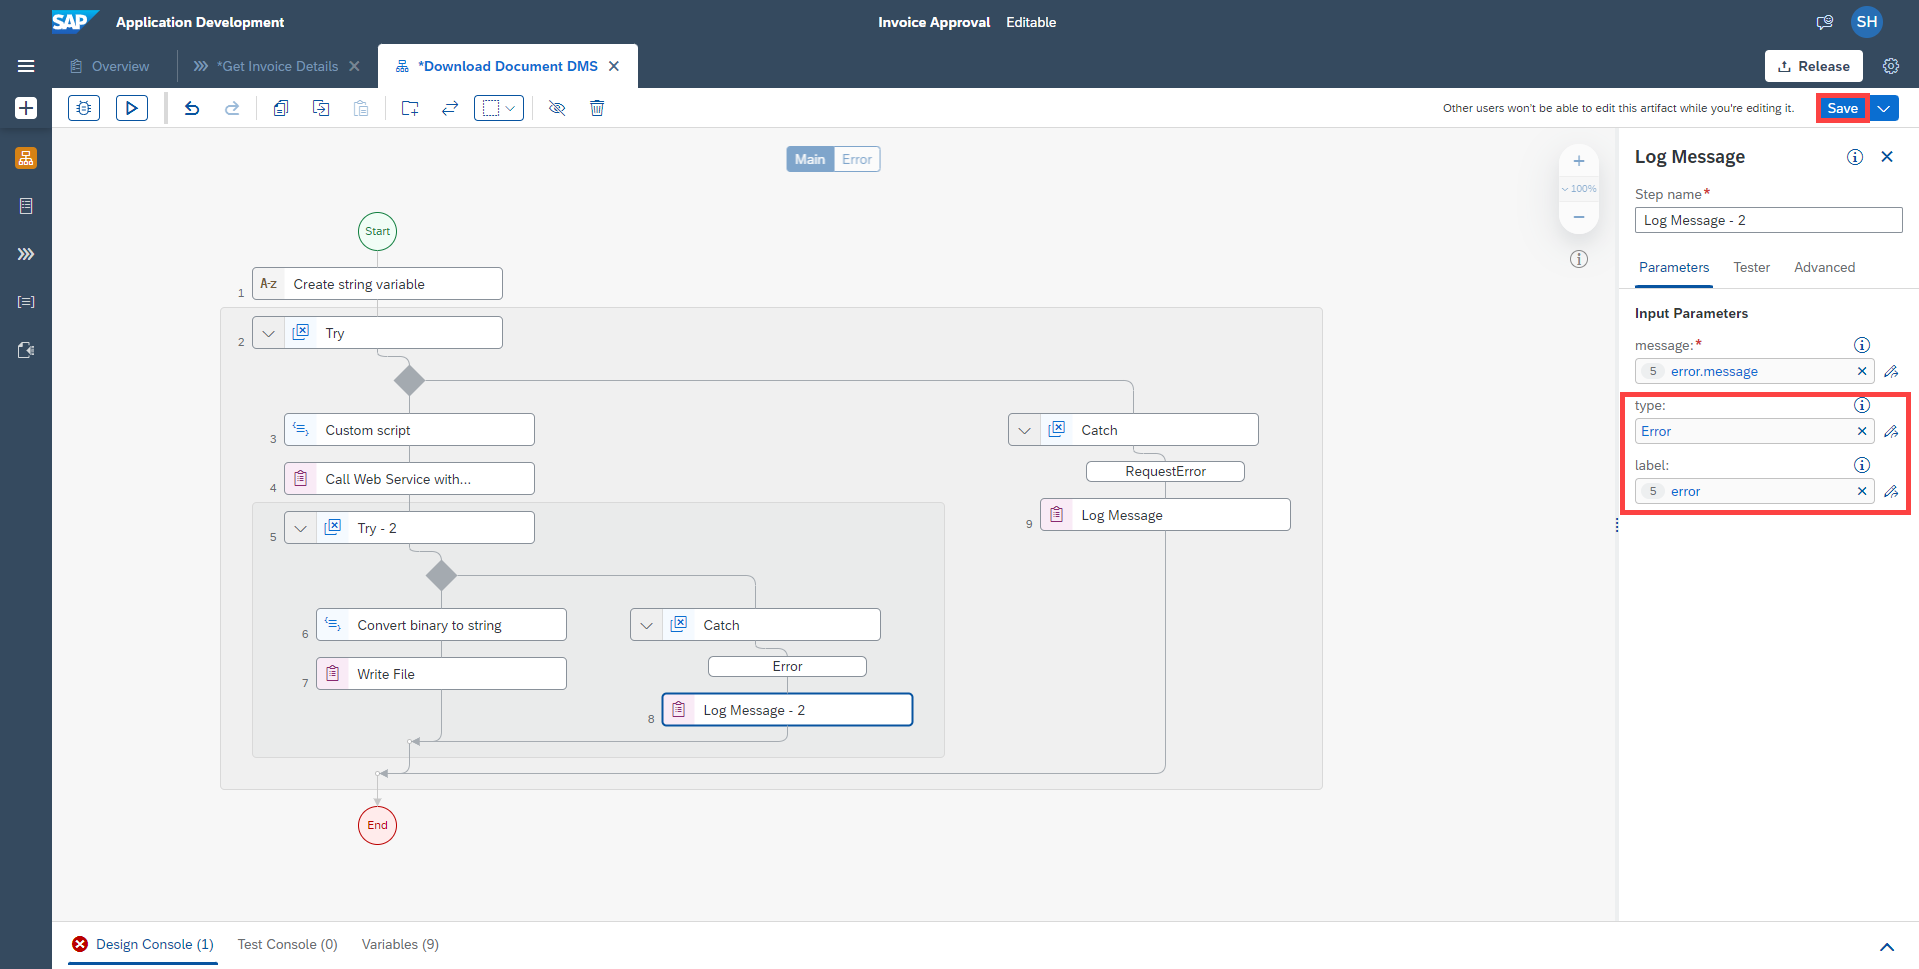 SAP Application Development
Invoice Approval Editable
SH
Overview
*Get Invoice Details
*Download Document DMS
Release
Other users won't be able to edit this artifact while you're editing it.
Save
Main Error
100%
Start
1 A-z Create string variable
2 Try
3 Custom script
4 Call Web Service with...
5 Try - 2
6 Convert binary to string
7 Write File
Catch
Error
8 Log Message - 2
Catch
RequestError
9 Log Message
End
Log Message
Step name*
Log Message - 2
Parameters Tester Advanced
Input Parameters
message:*
5 error.message
type:
Error
label:
5 error
Design Console (1) Test Console (0) Variables (9)